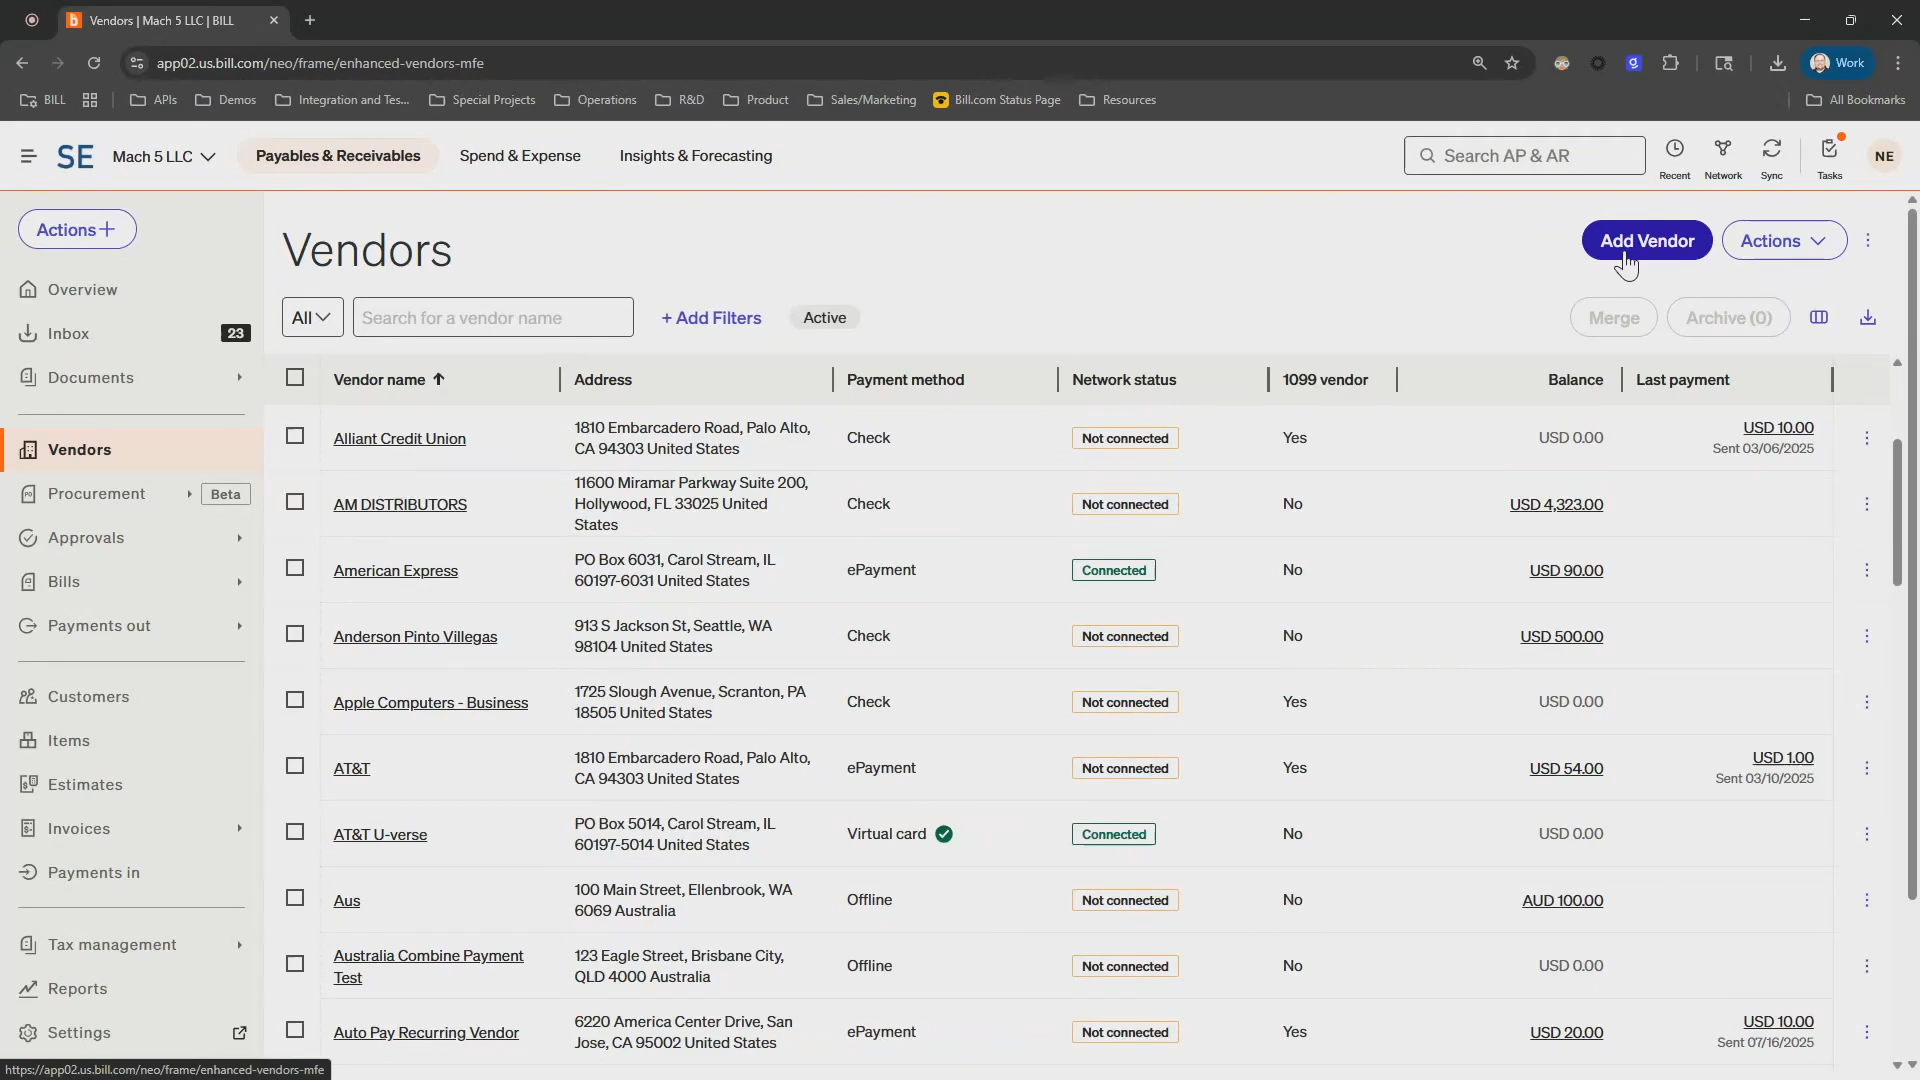 Vendors | Mach 5 LLC | BILL
app02.us.bill.com/neo/frame/enhanced-vendors-mfe
Work
BILL
APIs
Demos
Integration and Tes...
Special Projects
Operations
R&D
Product
Sales/Marketing
Bill.com Status Page
Resources
All Bookmarks
SE
Mach 5 LLC
Payables & Receivables
Spend & Expense
Insights & Forecasting
Search AP & AR
Recent
Network
Sync
Tasks
NE
Actions+
Overview
Inbox 23
Documents
Vendors
Procurement Beta
Approvals
Bills
Payments out
Customers
Items
Estimates
Invoices
Payments in
Tax management
Reports
Settings
Vendors
Add Vendor
Actions
All
Search for a vendor name
+ Add Filters
Active
Merge
Archive (0)
Vendor name Address Payment method Network status 1099 vendor Balance Last payment
Alliant Credit Union
1810 Embarcadero Road, Palo Alto,
CA 94303 United States
Check
Not connected
Yes
USD 0.00
USD 10.00
Sent 03/06/2025
AM DISTRIBUTORS
11600 Miramar Parkway Suite 200,
Hollywood, FL 33025 United
States
Check
Not connected
No
USD 4,323.00
American Express
PO Box 6031, Carol Stream, IL
60197-6031 United States
ePayment
Connected
No
USD 90.00
Anderson Pinto Villegas
913 S Jackson St, Seattle, WA
98104 United States
Check
Not connected
No
USD 500.00
Apple Computers - Business
1725 Slough Avenue, Scranton, PA
18505 United States
Check
Not connected
Yes
USD 0.00
AT&T
1810 Embarcadero Road, Palo Alto,
CA 94303 United States
ePayment
Not connected
Yes
USD 54.00
USD 1.00
Sent 03/10/2025
AT&T U-verse
PO Box 5014, Carol Stream, IL
60197-5014 United States
Virtual card
Connected
No
USD 0.00
Aus
100 Main Street, Ellenbrook, WA
6069 Australia
Offline
Not connected
No
AUD 100.00
Australia Combine Payment
Test
123 Eagle Street, Brisbane City,
QLD 4000 Australia
Offline
Not connected
No
USD 0.00
Auto Pay Recurring Vendor
6220 America Center Drive, San
Jose, CA 95002 United States
ePayment
Not connected
Yes
USD 20.00
USD 10.00
Sent 07/16/2025
https://app02.us.bill.com/neo/frame/enhanced-vendors-mfe